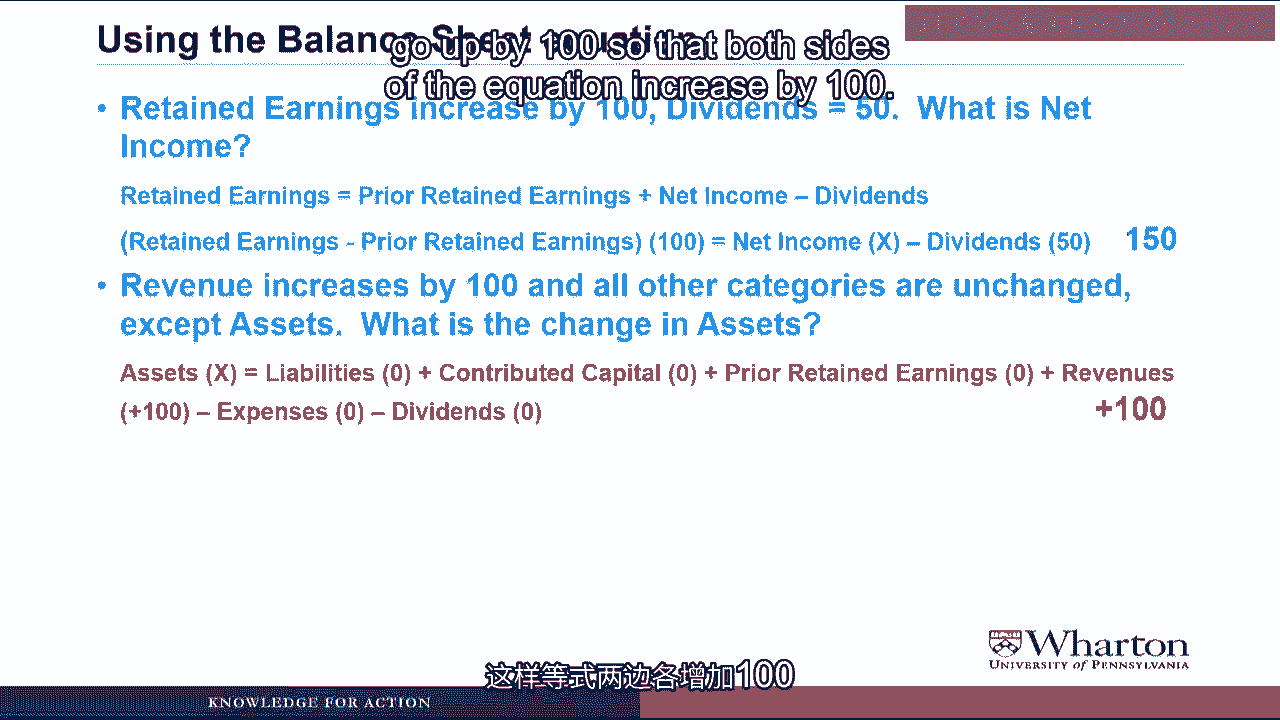 Using the Balance Sheet Equation
go up by 100 so that both sides
of the equation increase by 100.
• Retained Earnings increase by 100, Dividends = 50. What is Net
Income?
Retained Earnings = Prior Retained Earnings + Net Income – Dividends
(Retained Earnings - Prior Retained Earnings) (100) = Net Income (X) – Dividends (50) 150
• Revenue increases by 100 and all other categories are unchanged,
except Assets. What is the change in Assets?
Assets (X) = Liabilities (0) + Contributed Capital (0) + Prior Retained Earnings (0) + Revenues
(+100) – Expenses (0) – Dividends (0) +100
Wharton
UNIVERSITY of PENNSYLVANIA
这样等式两边各增加100
KNOWLEDGE FOR ACTION